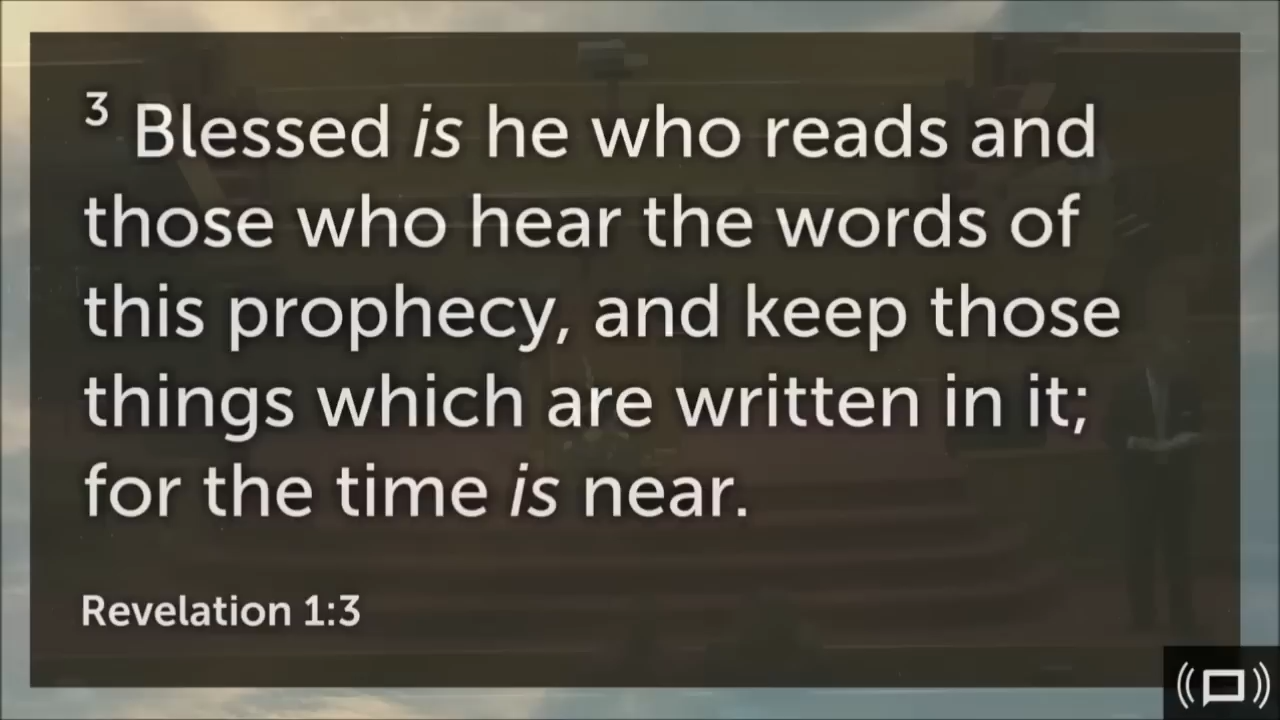 3 Blessed is he who reads and
those who hear the words of
this prophecy, and keep those
things which are written in it;
for the time is near.
Revelation 1:3